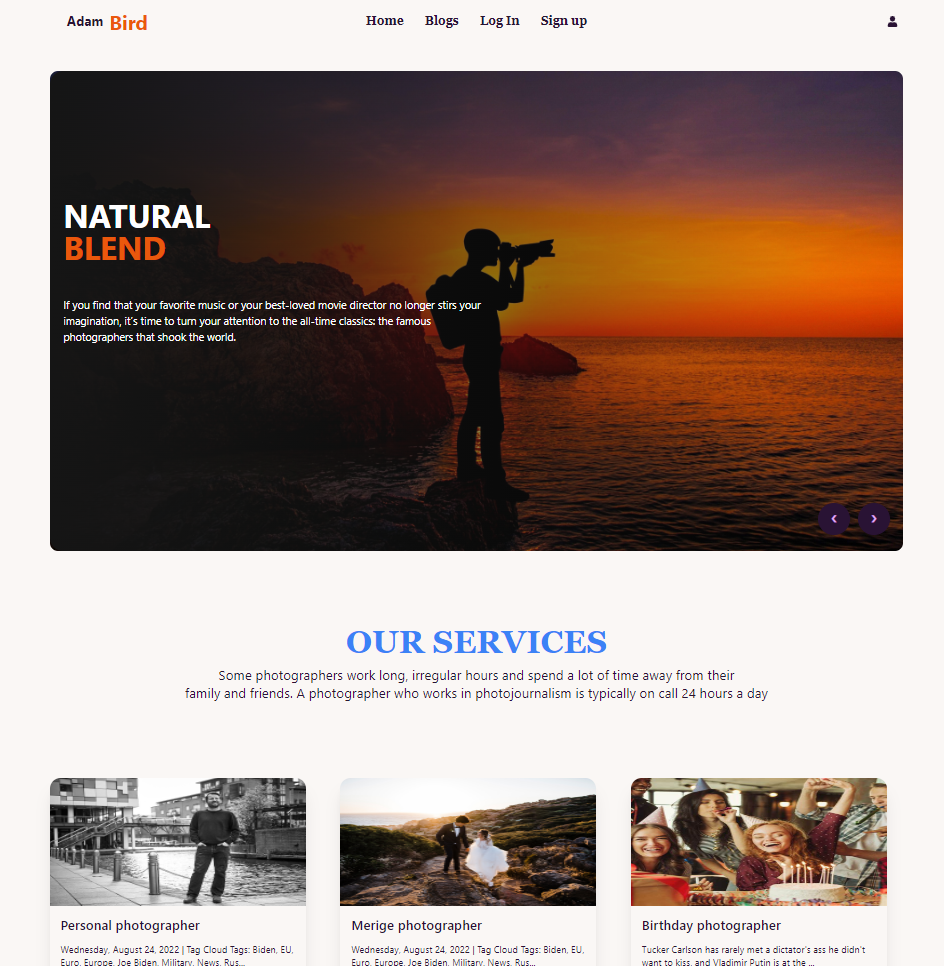 Adam Bird
Home Blogs Log In Sign up
NATURAL
BLEND
If you find that your favorite music or your best-loved movie director no longer stirs your
imagination, it's time to turn your attention to the all-time classics: the famous
photographers that shook the world.
OUR SERVICES
Some photographers work long, irregular hours and spend a lot of time away from their
family and friends. A photographer who works in photojournalism is typically on call 24 hours a day
Personal photographer
Wednesday, August 24, 2022 | Tag Cloud Tags: Biden, EU,
Euro, Europe, Joe Biden, Military, News, Rus...
Merige photographer
Wednesday, August 24, 2022 | Tag Cloud Tags: Biden, EU,
Euro, Europe, Joe Biden, Military, News, Rus...
Birthday photographer
Tucker Carlson has rarely met a dictator's ass he didn't
want to kiss, and Vladimir Putin is at the ...